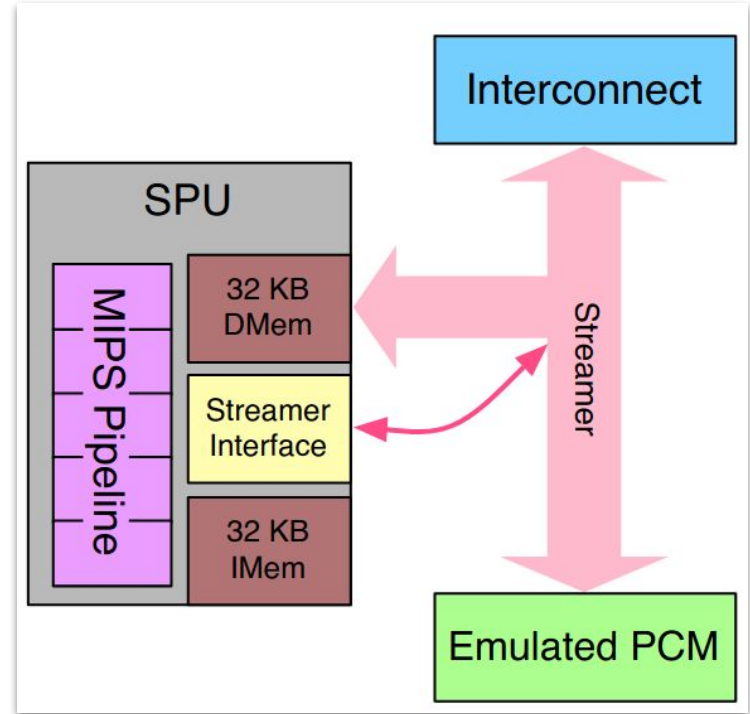 Interconnect
SPU
MIPS Pipeline
32 KB
DMem
Streamer
Interface
32 KB
IMem
Streamer
Emulated PCM